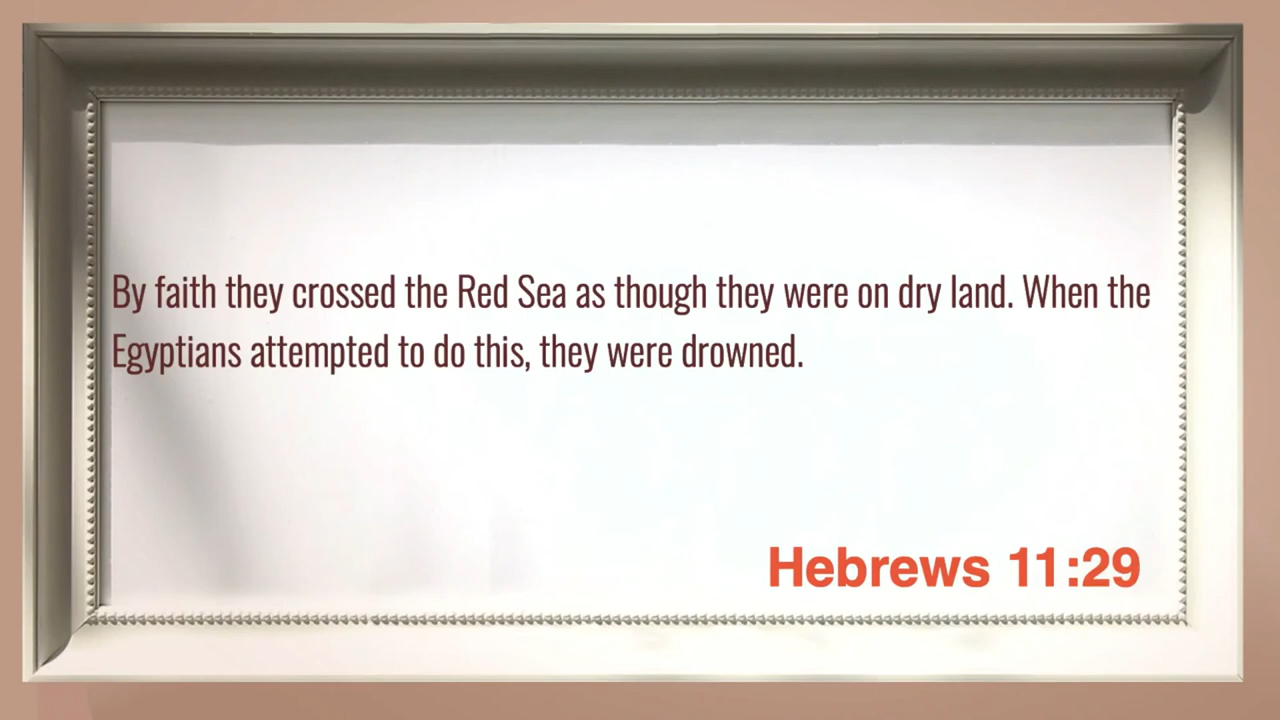 By faith they crossed the Red Sea as though they were on dry land. When the
Egyptians attempted to do this, they were drowned.
Hebrews 11:29